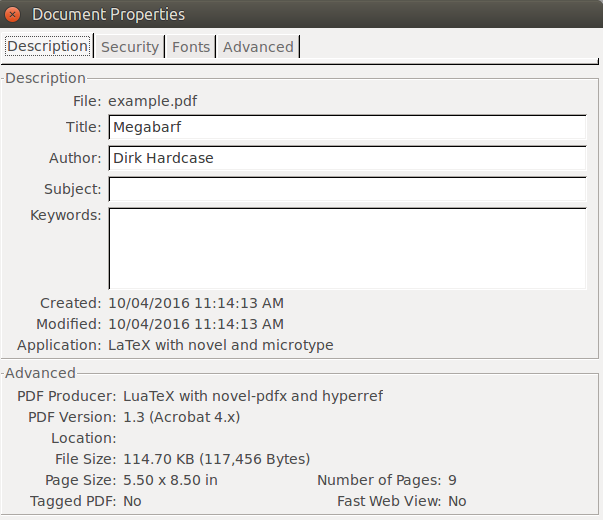 Document Properties
Description Security Fonts Advanced
Description
File: example.pdf
Title: Megabarf
Author: Dirk Hardcase
Subject:
Keywords:
Created: 10/04/2016 11:14:13 AM
Modified: 10/04/2016 11:14:13 AM
Application: LaTeX with novel and microtype
Advanced
PDF Producer: LuaTeX with novel-pdfx and hyperref
PDF Version: 1.3 (Acrobat 4.x)
Location:
File Size: 114.70 KB (117,456 Bytes)
Page Size: 5.50 x 8.50 in Number of Pages: 9
Tagged PDF: No Fast Web View: No